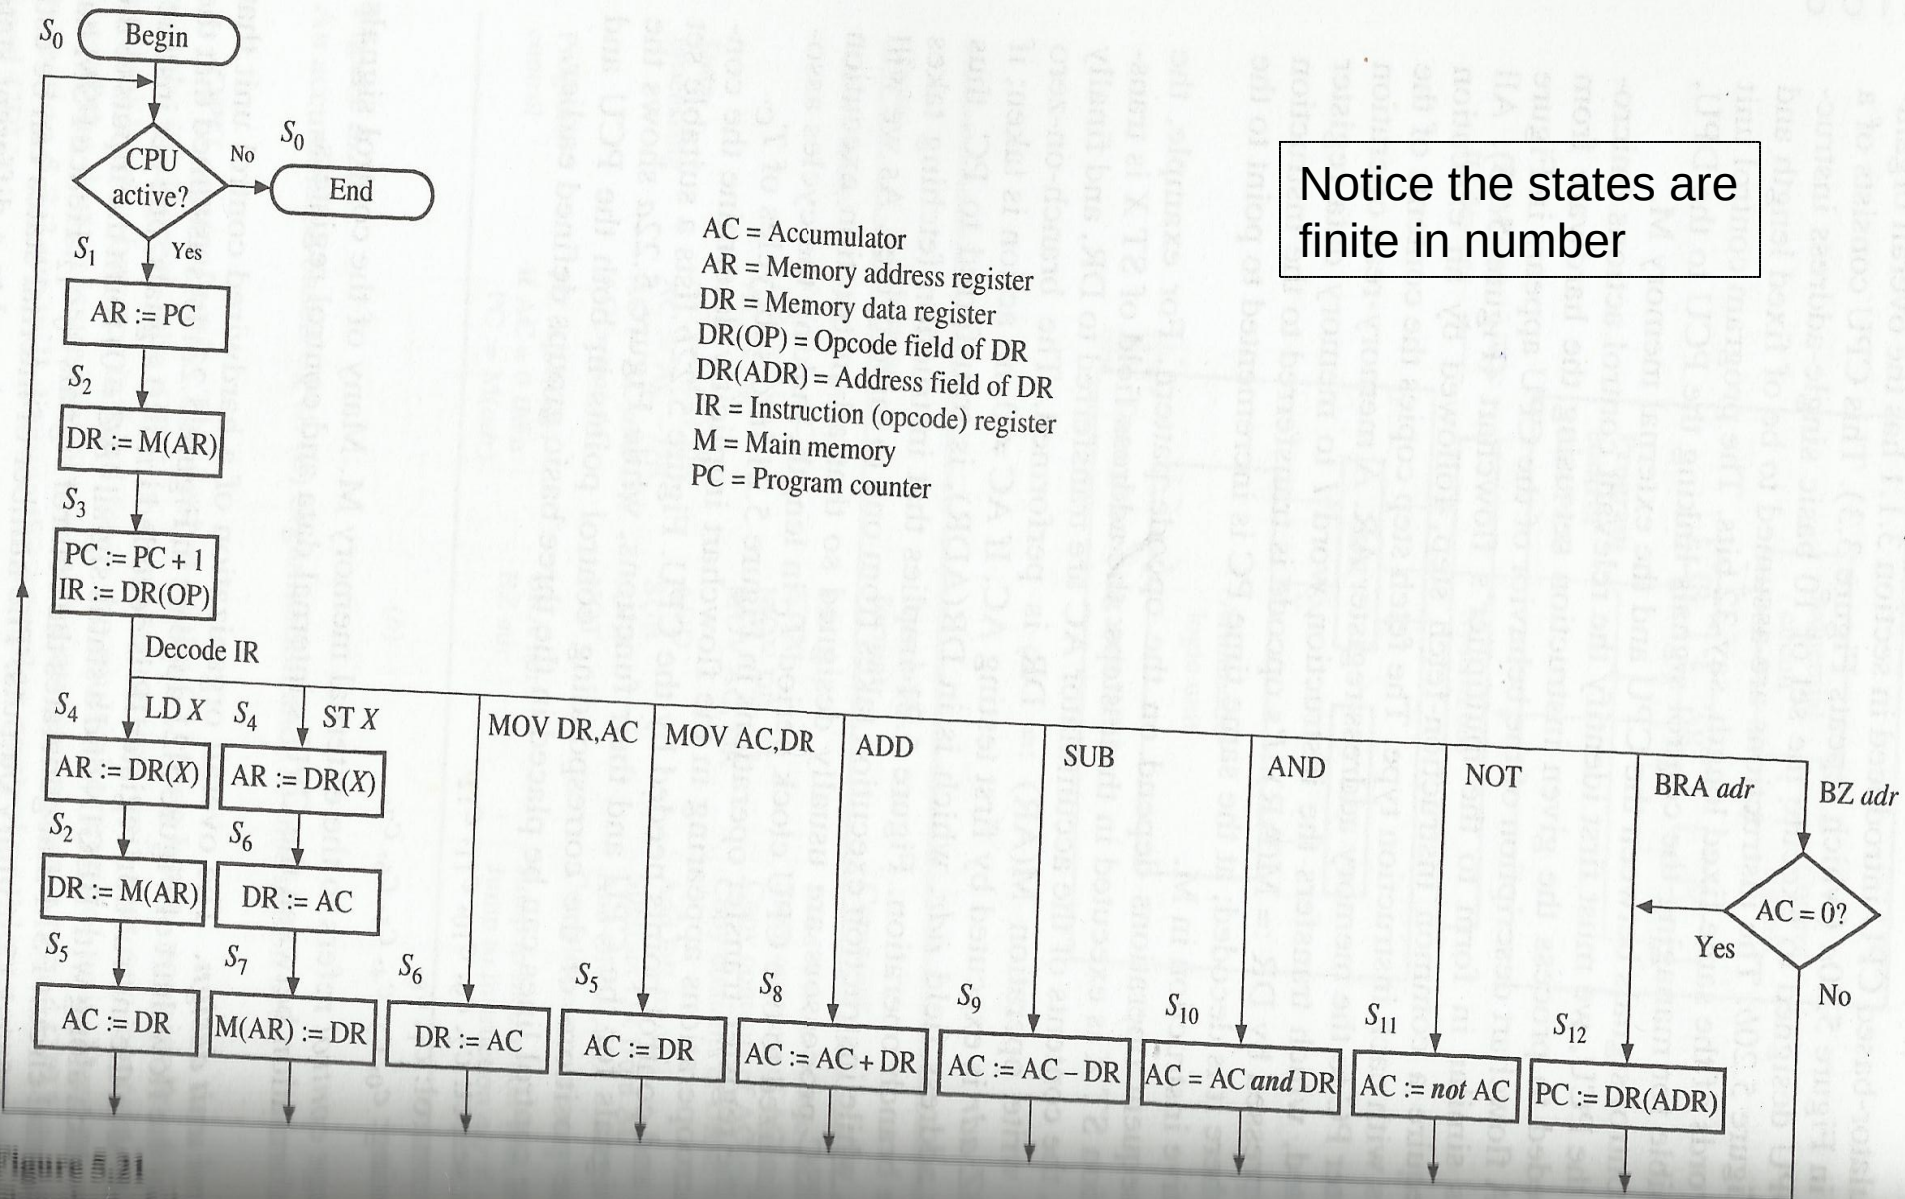 S0
Begin
CPU
active?
No
S0
End
S1
Yes
AR := PC
S2
DR := M(AR)
S3
PC := PC + 1
IR := DR(OP)
Decode IR
AC = Accumulator
AR = Memory address register
DR = Memory data register
DR(OP) = Opcode field of DR
DR(ADR) = Address field of DR
IR = Instruction (opcode) register
M = Main memory
PC = Program counter
Notice the states are
finite in number
S4
LD X
AR := DR(X)
S2
DR := M(AR)
S5
AC := DR
S4
ST X
AR := DR(X)
S6
DR := AC
S7
M(AR) := DR
MOV DR,AC
S6
DR := AC
MOV AC,DR
S5
AC := DR
ADD
S8
AC := AC + DR
SUB
S9
AC := AC – DR
AND
S10
AC = AC and DR
NOT
S11
AC := not AC
BRA adr
S12
PC := DR(ADR)
BZ adr
AC = 0?
Yes
No
Figure 5.21